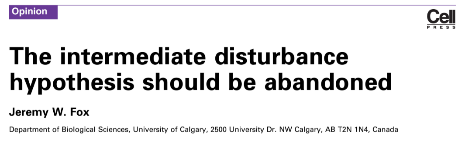 Opinion
Cell
PRESS
The intermediate disturbance
hypothesis should be abandoned
Jeremy W. Fox
Department of Biological Sciences, University of Calgary, 2500 University Dr. NW Calgary, AB T2N 1N4, Canada